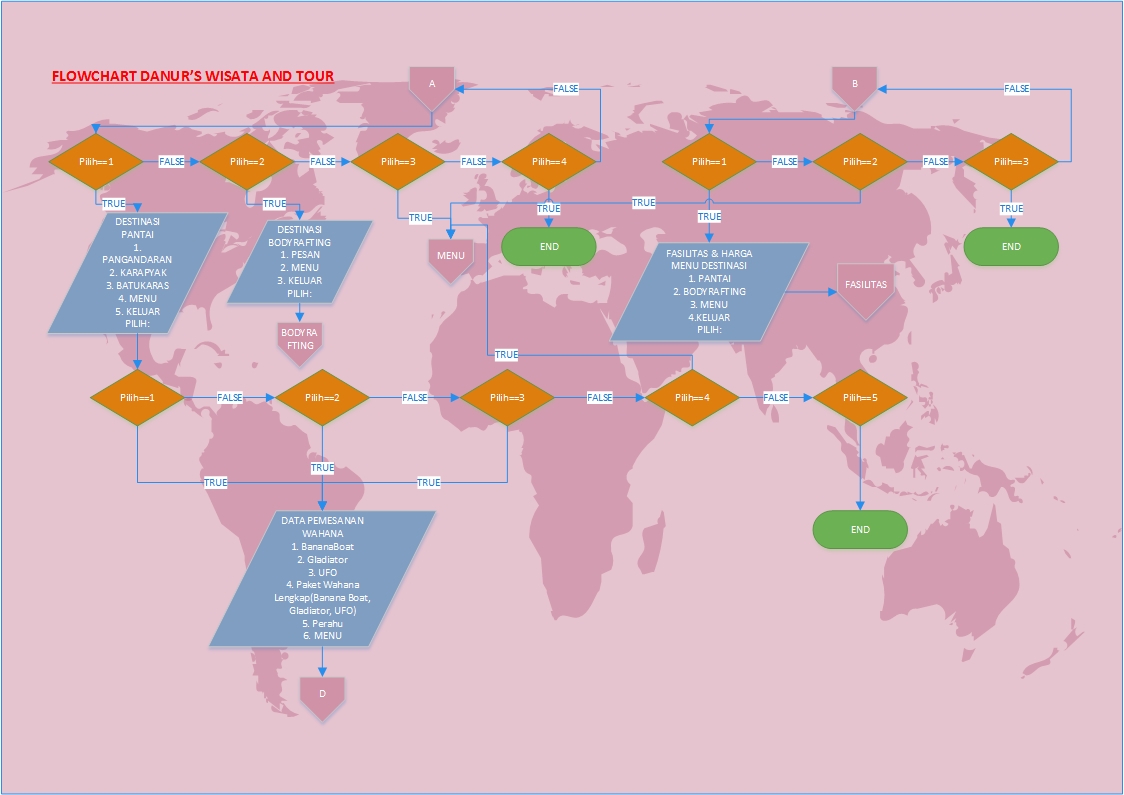 FLOWCHART DANUR'S WISATA AND TOUR
A
FALSE
B
FALSE
Pilih==1
FALSE
Pilih==2
FALSE
Pilih==3
FALSE
Pilih==4
Pilih==1
FALSE
Pilih==2
FALSE
Pilih==3
TRUE
TRUE
TRUE
TRUE
TRUE
TRUE
TRUE
DESTINASI
PANTAI
1.
PANGANDARAN
2. KARAPYAK
3. BATUKARAS
4. MENU
5. KELUAR
PILIH:
DESTINASI
BODYRAFTING
1. PESAN
2. MENU
3. KELUAR
PILIH:
MENU
END
FASILITAS & HARGA
MENU DESTINASI
1. PANTAI
2. BODYRAFTING
3. MENU
4.KELUAR
PILIH:
FASILITAS
END
BODYRA
FTING
TRUE
Pilih==1
FALSE
Pilih==2
FALSE
Pilih==3
FALSE
Pilih==4
FALSE
Pilih==5
TRUE
TRUE
TRUE
DATA PEMESANAN
WAHANA
1. BananaBoat
2. Gladiator
3. UFO
4. Paket Wahana
Lengkap(Banana Boat,
Gladiator, UFO)
5. Perahu
6. MENU
END
D